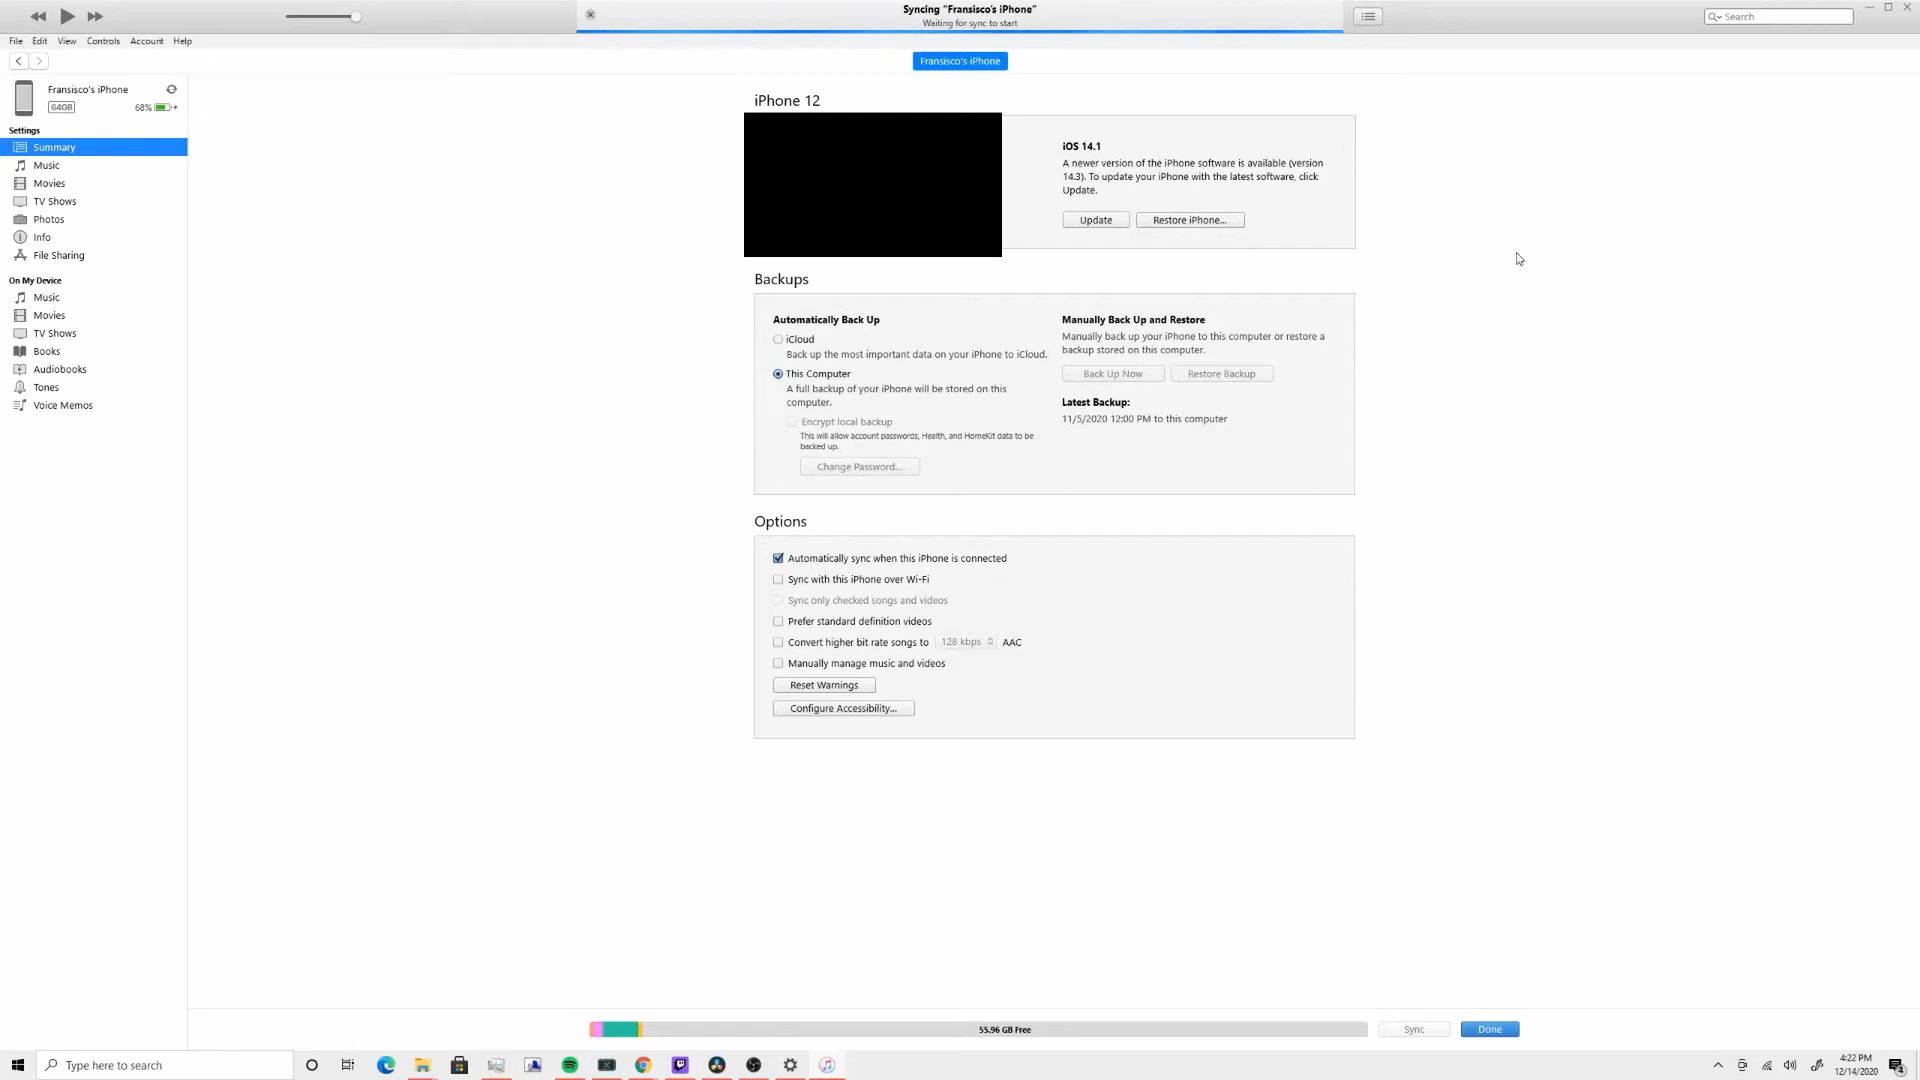 Syncing "Fransisco's iPhone"
Waiting for sync to start
Search
File Edit View Controls Account Help
Fransisco's iPhone
Fransisco's iPhone
64GB 68%
Settings
Summary
Music
Movies
TV Shows
Photos
Info
File Sharing
On My Device
Music
Movies
TV Shows
Books
Audiobooks
Tones
Voice Memos
iPhone 12
iOS 14.1
A newer version of the iPhone software is available (version
14.3). To update your iPhone with the latest software, click
Update.
Update Restore iPhone...
Backups
Automatically Back Up
iCloud
Back up the most important data on your iPhone to iCloud.
This Computer
A full backup of your iPhone will be stored on this
computer.
Encrypt local backup
This will allow account passwords, Health, and HomeKit data to be
backed up.
Change Password...
Manually Back Up and Restore
Manually back up your iPhone to this computer or restore a
backup stored on this computer.
Back Up Now Restore Backup
Latest Backup:
11/5/2020 12:00 PM to this computer
Options
Automatically sync when this iPhone is connected
Sync with this iPhone over Wi-Fi
Sync only checked songs and videos
Prefer standard definition videos
Convert higher bit rate songs to 128 kbps AAC
Manually manage music and videos
Reset Warnings
Configure Accessibility...
55.96 GB Free
Sync Done
Type here to search
4:22 PM
12/14/2020
4